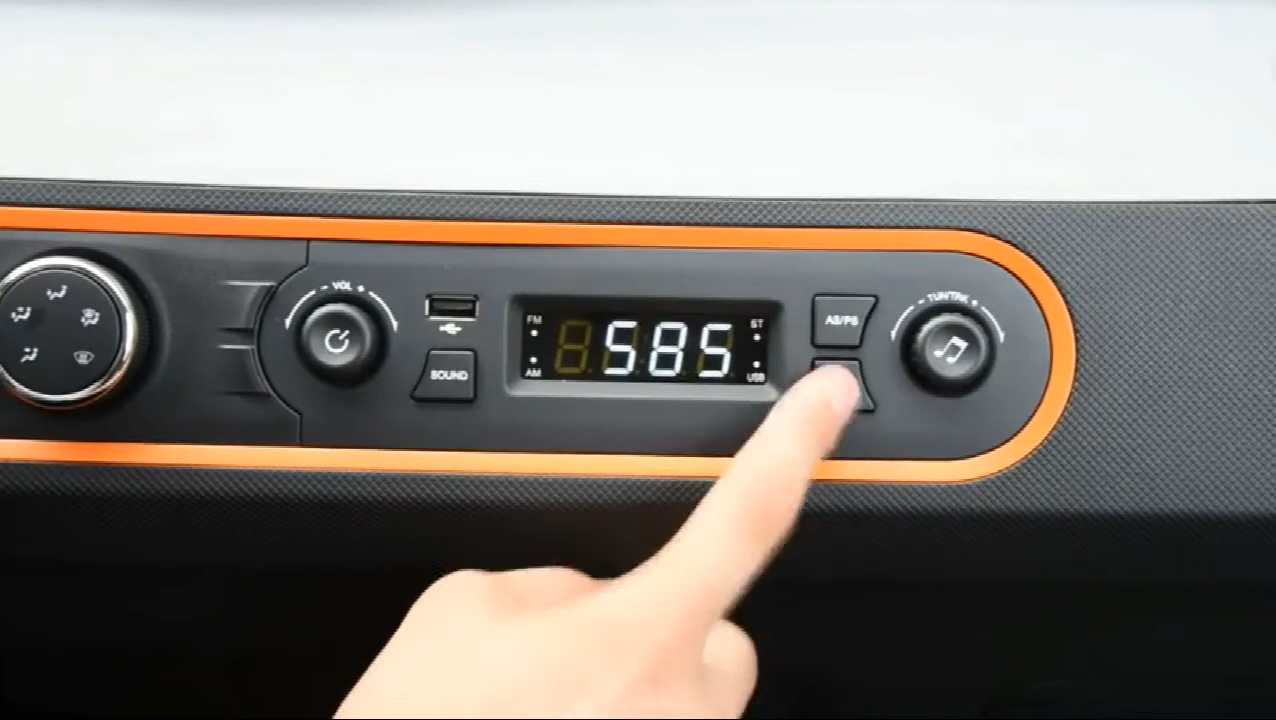 - VOL +
SOUND
FM
AM
585
ST
USB
AS/PS
- TUN/TRK +